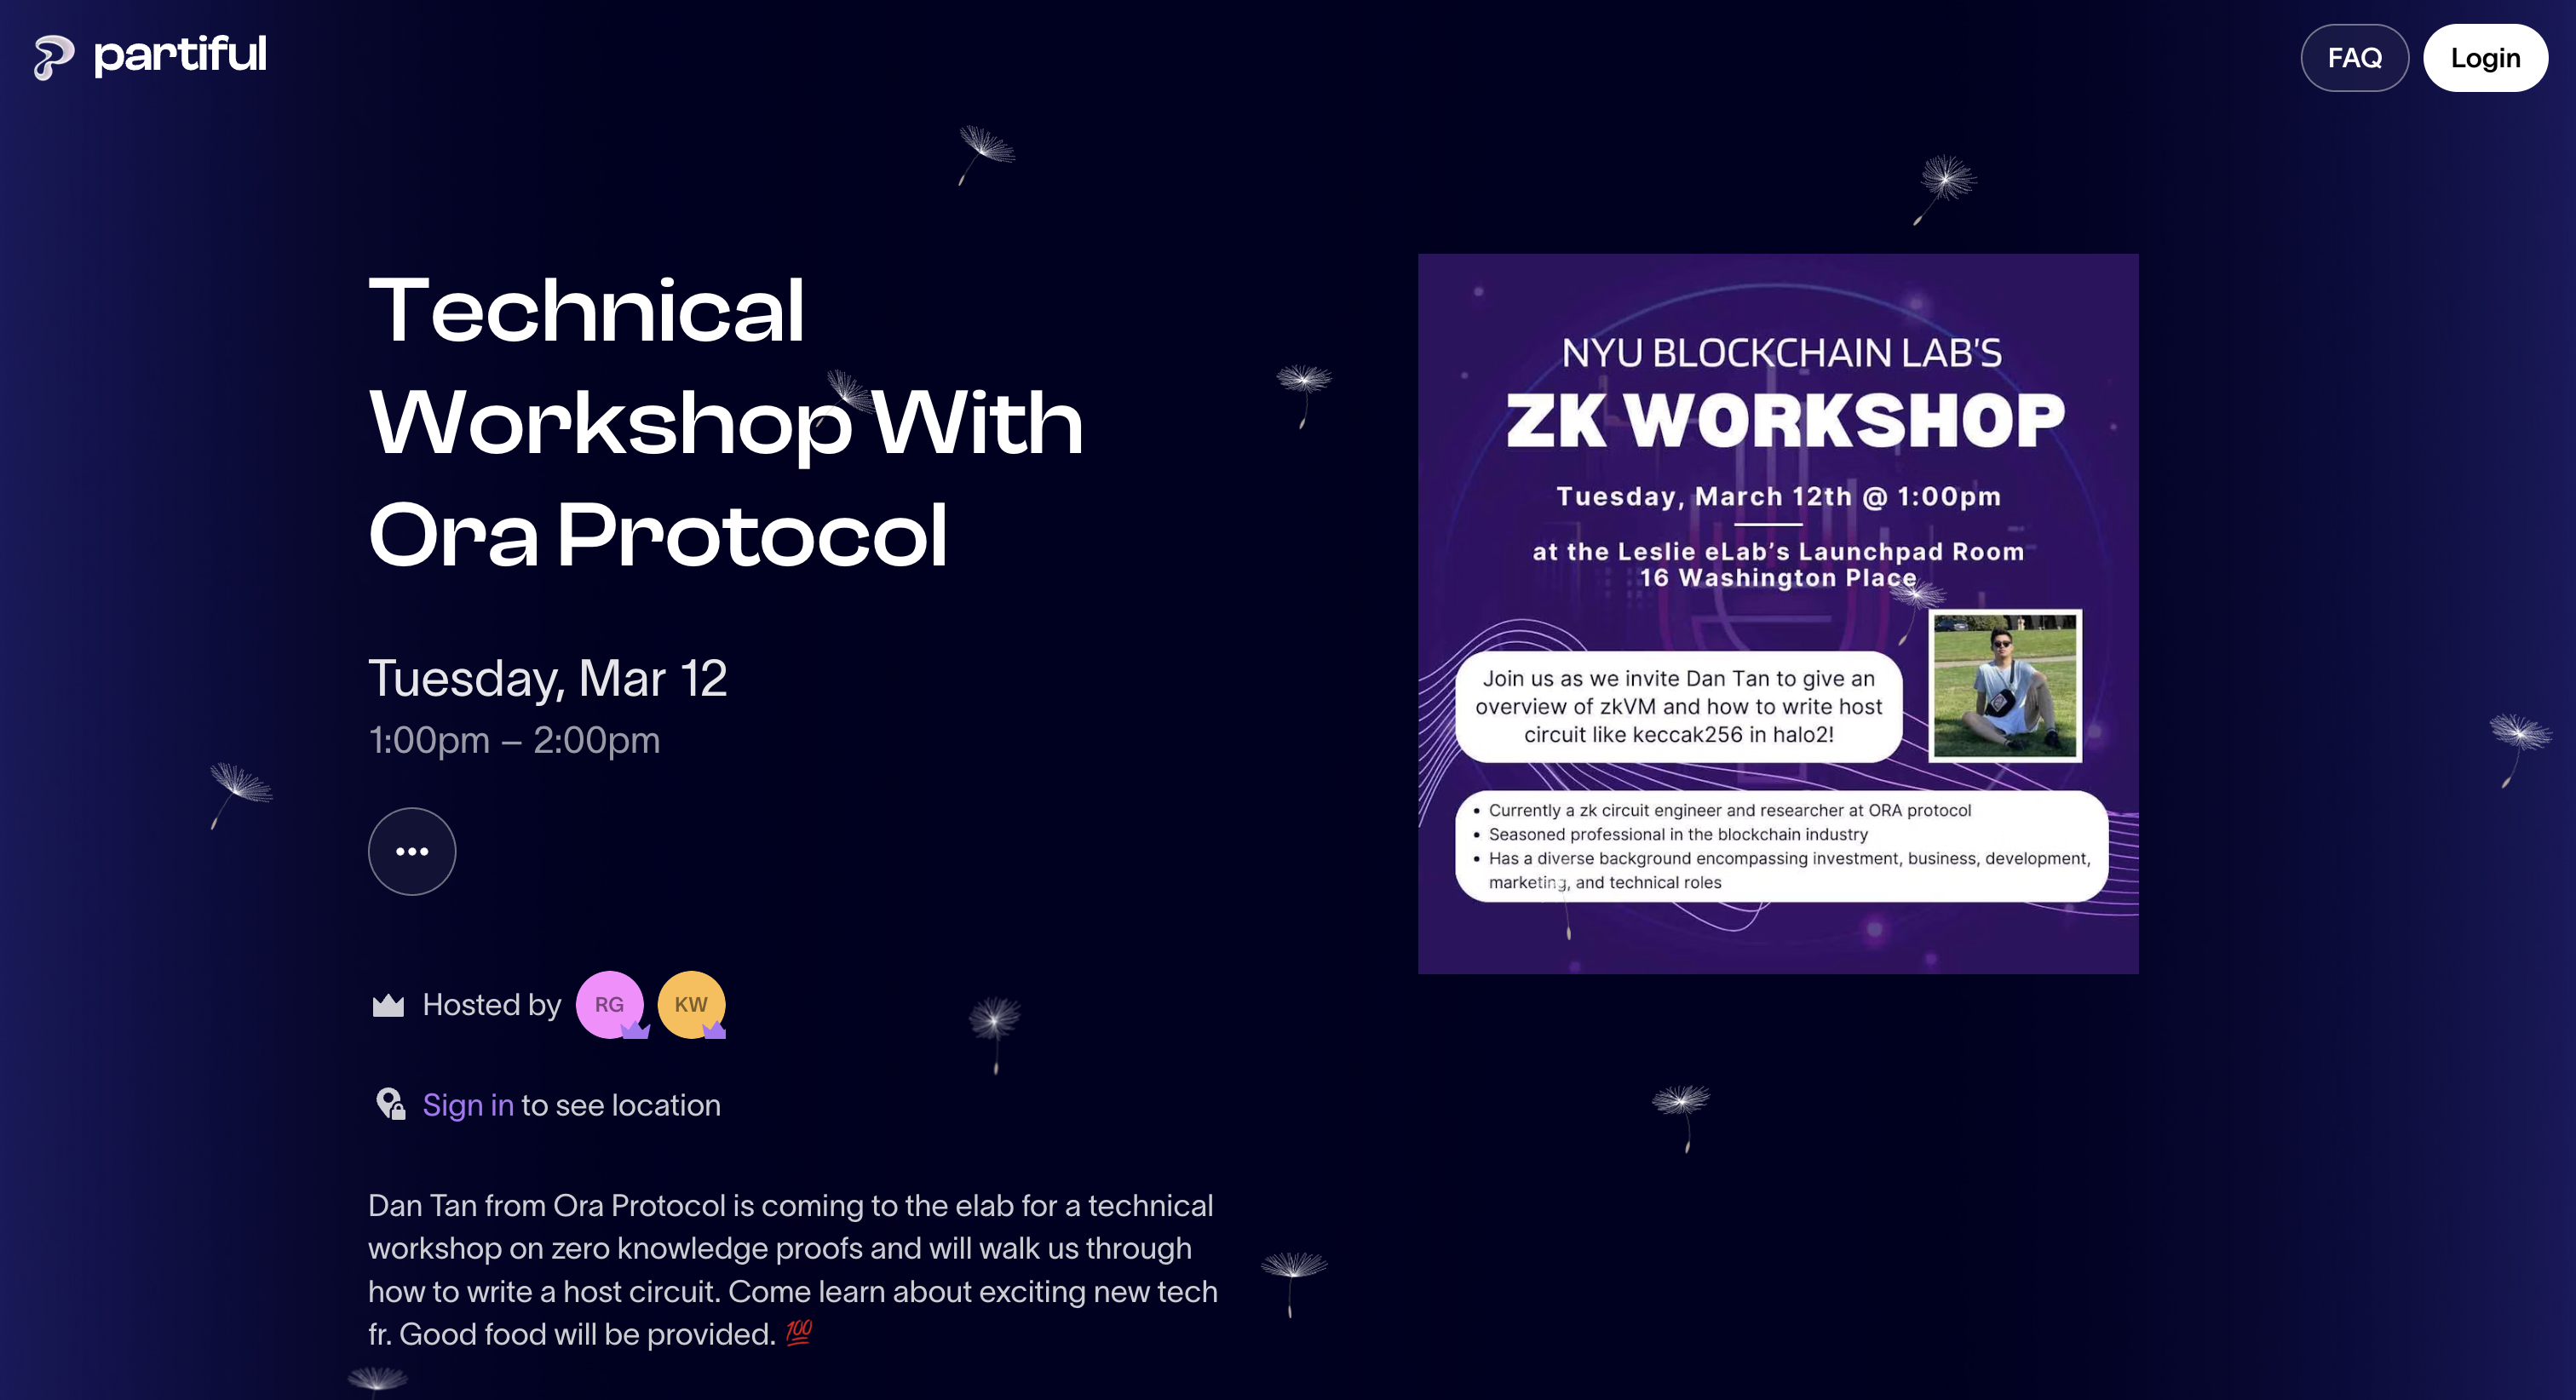 partiful
FAQ
Login
Technical
Workshop With
Ora Protocol
Tuesday, Mar 12
1:00pm – 2:00pm
Hosted by RG KW
Sign in to see location
Dan Tan from Ora Protocol is coming to the elab for a technical
workshop on zero knowledge proofs and will walk us through
how to write a host circuit. Come learn about exciting new tech
fr. Good food will be provided. 💯
NYU BLOCKCHAIN LAB'S
ZK WORKSHOP
Tuesday, March 12th @ 1:00pm
at the Leslie eLab's Launchpad Room
16 Washington Place
Join us as we invite Dan Tan to give an
overview of zkVM and how to write host
circuit like keccak256 in halo2!
• Currently a zk circuit engineer and researcher at ORA protocol
• Seasoned professional in the blockchain industry
• Has a diverse background encompassing investment, business, development,
marketing, and technical roles